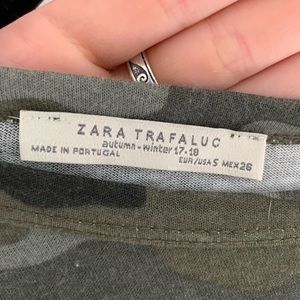 ZARA TRAFALUC
autumn-winter 17-18
MADE IN PORTUGAL
EUR/USA S MEX 26